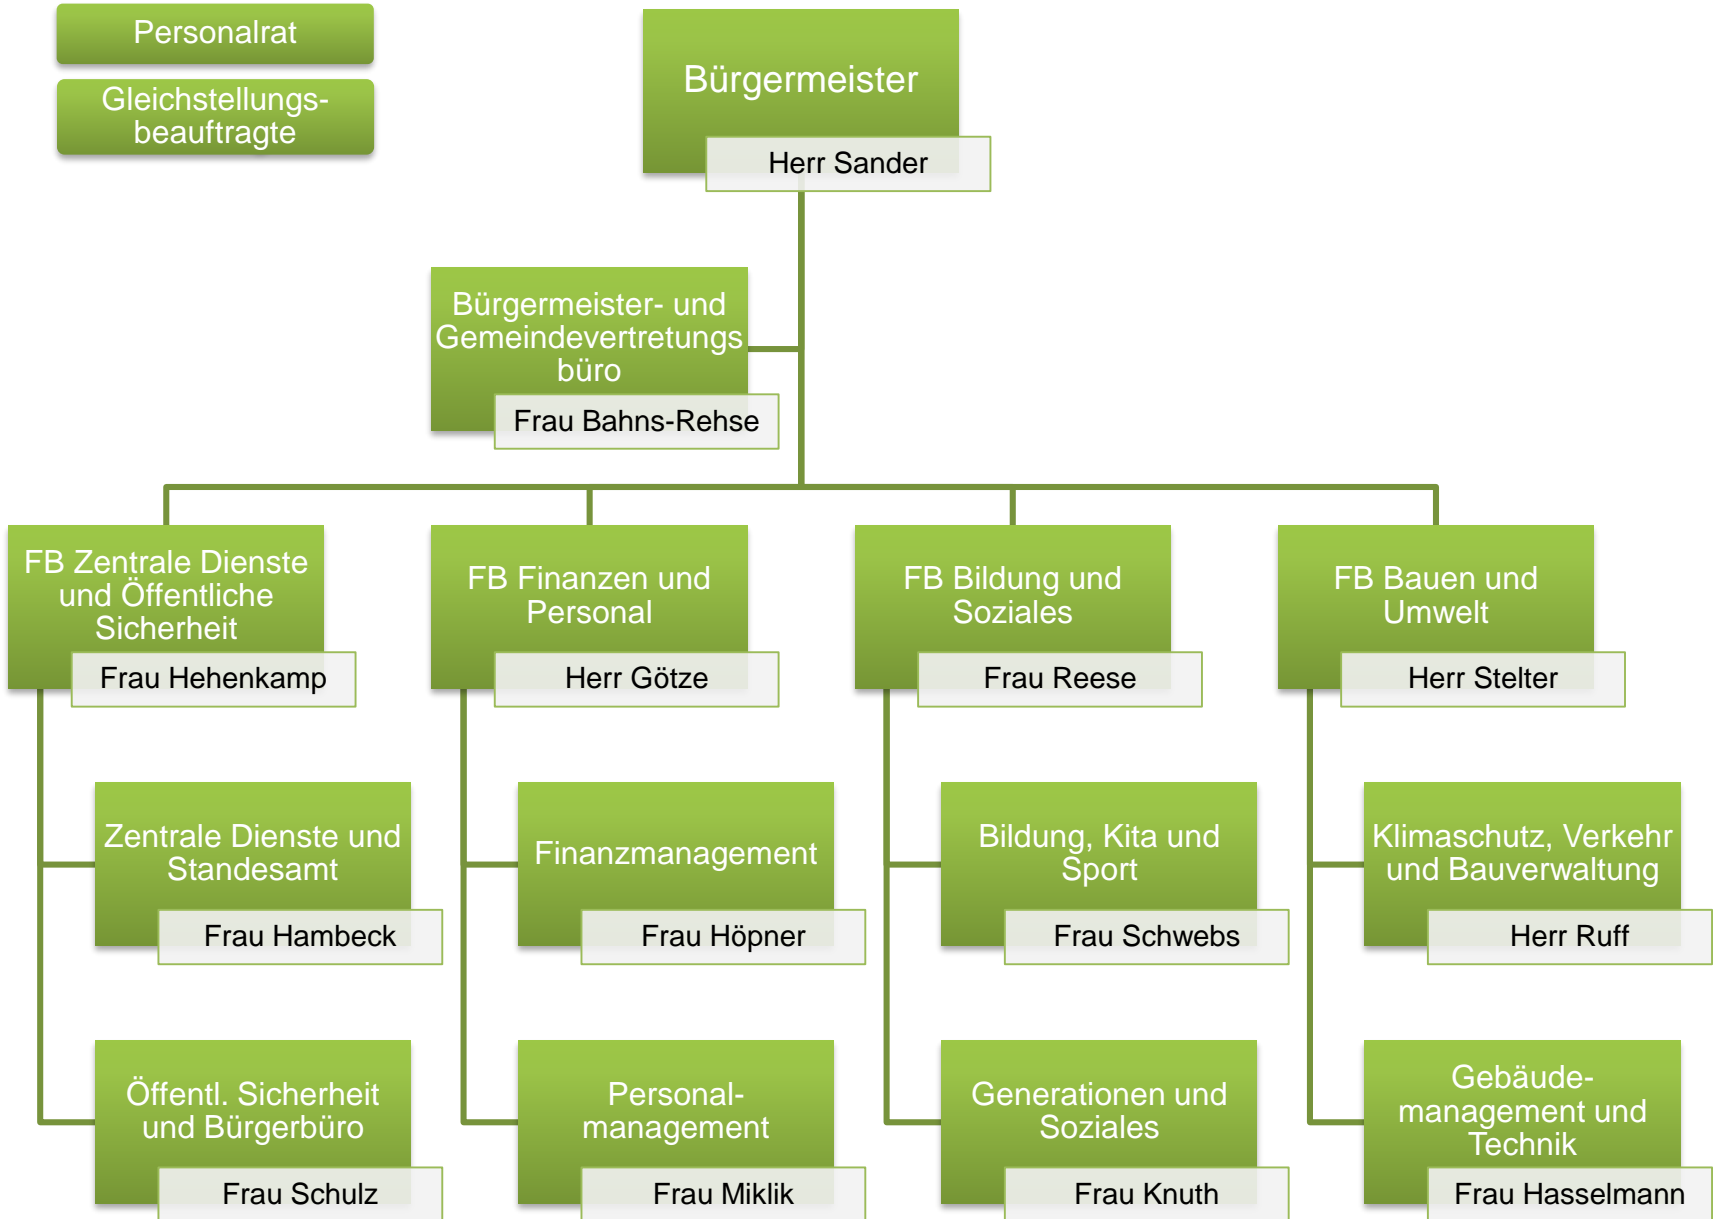 Personalrat
Gleichstellungs-
beauftragte
Bürgermeister
Herr Sander
Bürgermeister- und
Gemeindevertretungs
büro
Frau Bahns-Rehse
FB Zentrale Dienste
und Öffentliche
Sicherheit
Frau Hehenkamp
FB Finanzen und
Personal
Herr Götze
FB Bildung und
Soziales
Frau Reese
FB Bauen und
Umwelt
Herr Stelter
Zentrale Dienste und
Standesamt
Frau Hambeck
Finanzmanagement
Frau Höpner
Bildung, Kita und
Sport
Frau Schwebs
Klimaschutz, Verkehr
und Bauverwaltung
Herr Ruff
Öffentl. Sicherheit
und Bürgerbüro
Frau Schulz
Personal-
management
Frau Miklik
Generationen und
Soziales
Frau Knuth
Gebäude-
management und
Technik
Frau Hasselmann